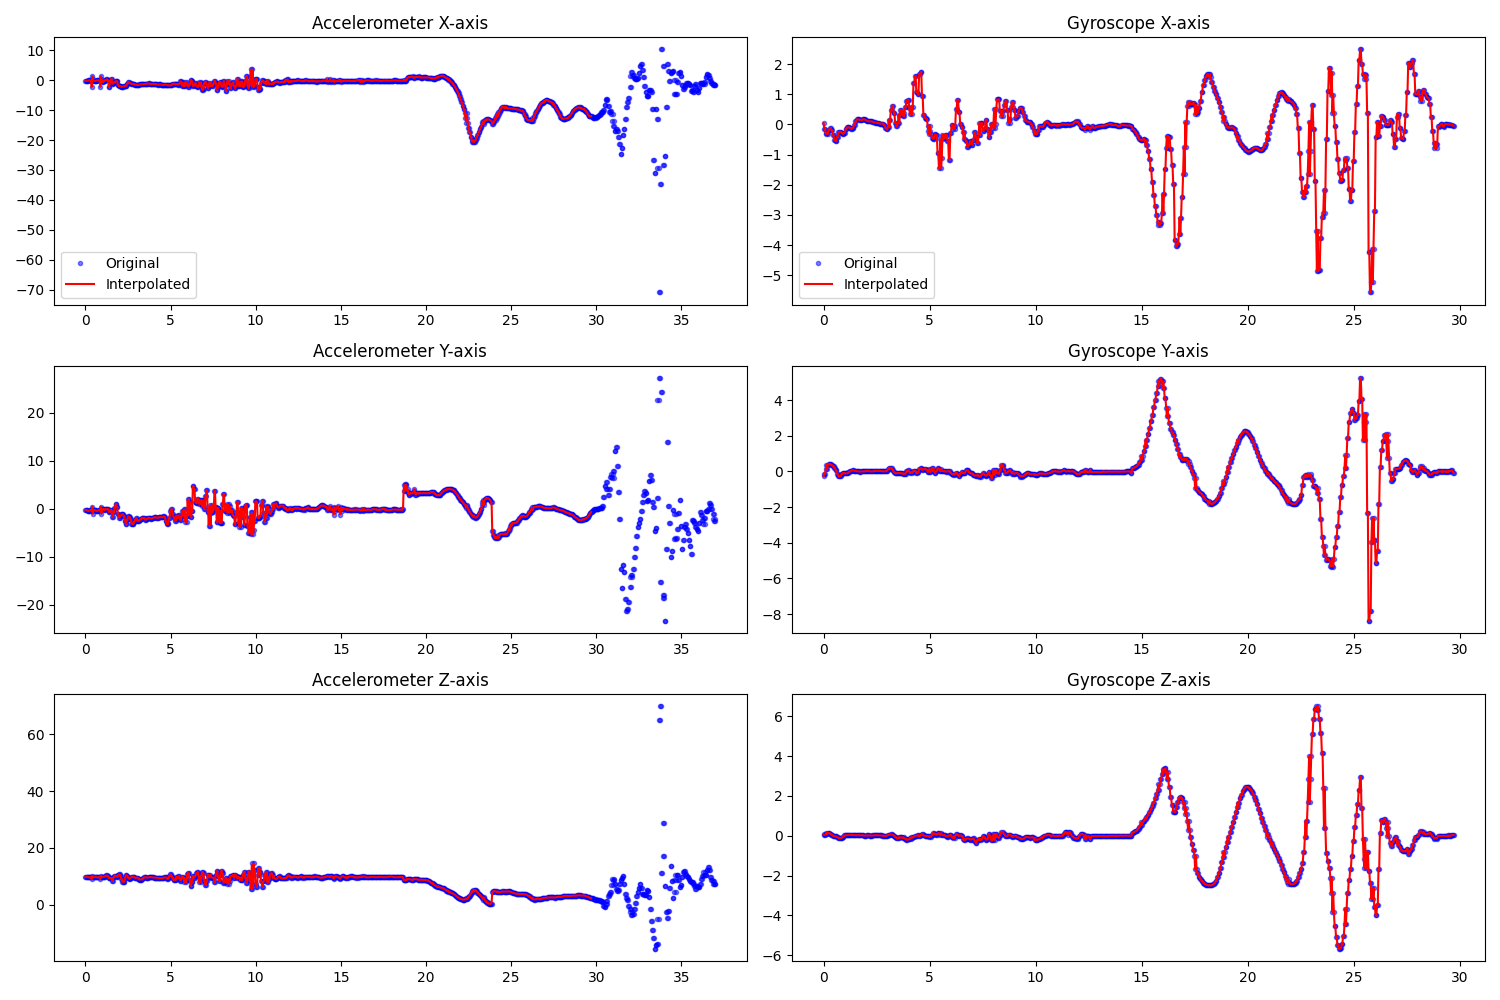 Accelerometer X-axis
10
0
−10
−20
−30
−40
−50
−60
−70
Original
Interpolated
0 5 10 15 20 25 30 35
Gyroscope X-axis
2
1
0
−1
−2
−3
−4
−5
Original
Interpolated
0 5 10 15 20 25 30
Accelerometer Y-axis
20
10
0
−10
−20
0 5 10 15 20 25 30 35
Gyroscope Y-axis
4
2
0
−2
−4
−6
−8
0 5 10 15 20 25 30
Accelerometer Z-axis
60
40
20
0
0 5 10 15 20 25 30 35
Gyroscope Z-axis
6
4
2
0
−2
−4
−6
0 5 10 15 20 25 30